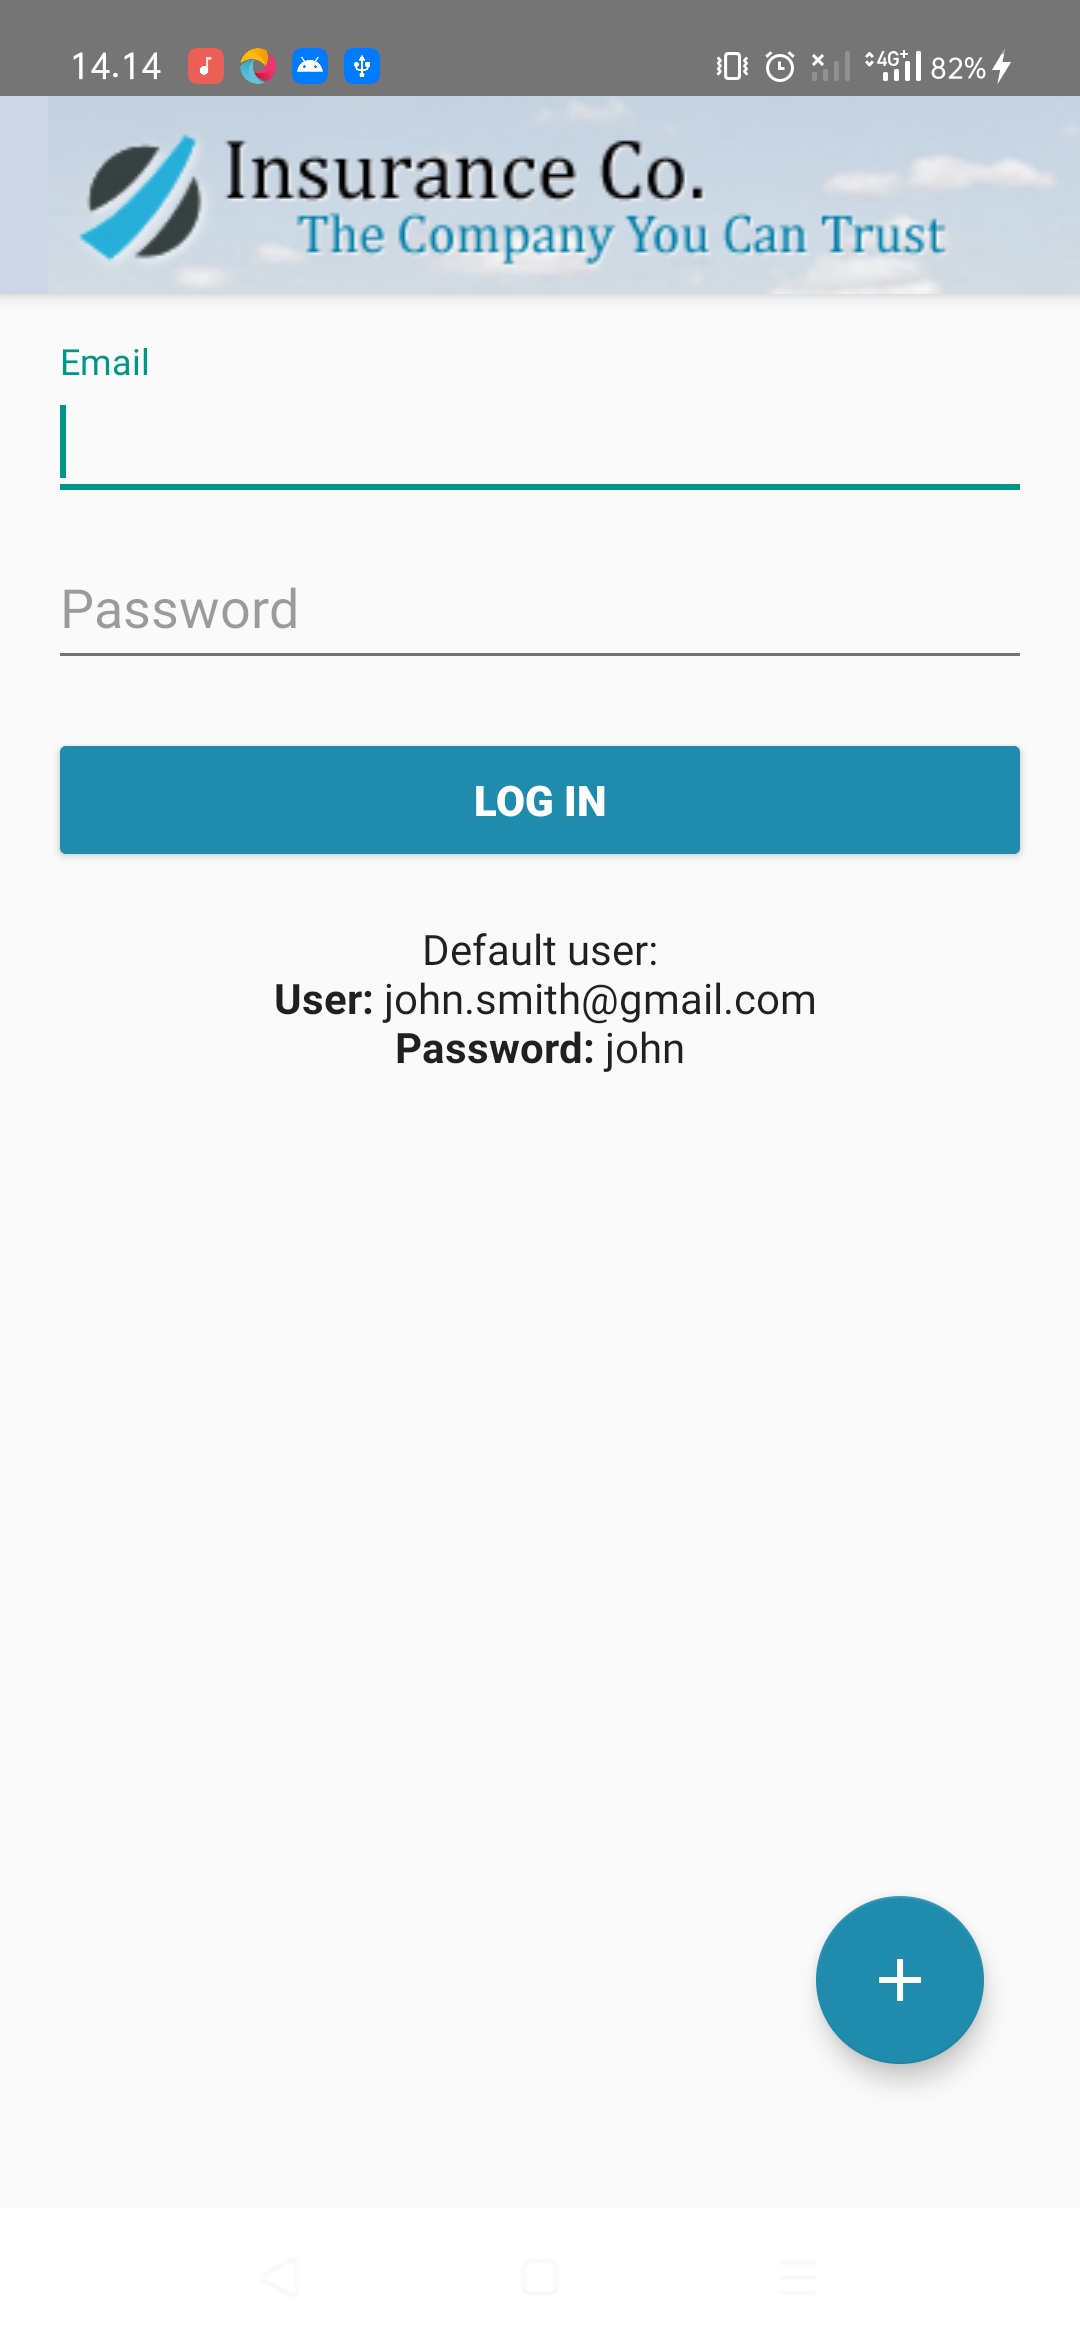 14.14
4G+ 82%
Insurance Co.
The Company You Can Trust
Email
Password
LOG IN
Default user:
User: john.smith@gmail.com
Password: john
+